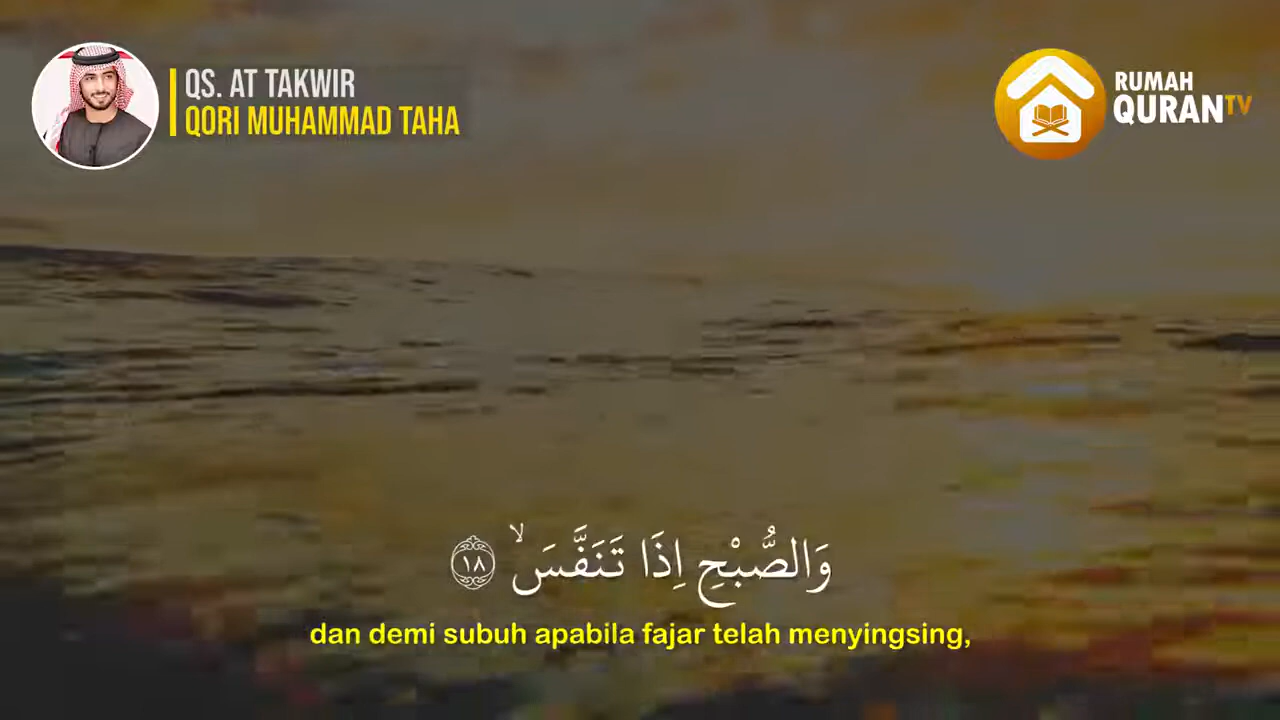 QS. AT TAKWIR
QORI MUHAMMAD TAHA
RUMAH
QURANTV
وَالصُّبْحِ اِذَا تَنَفَّسَۙ ١٨
dan demi subuh apabila fajar telah menyingsing,